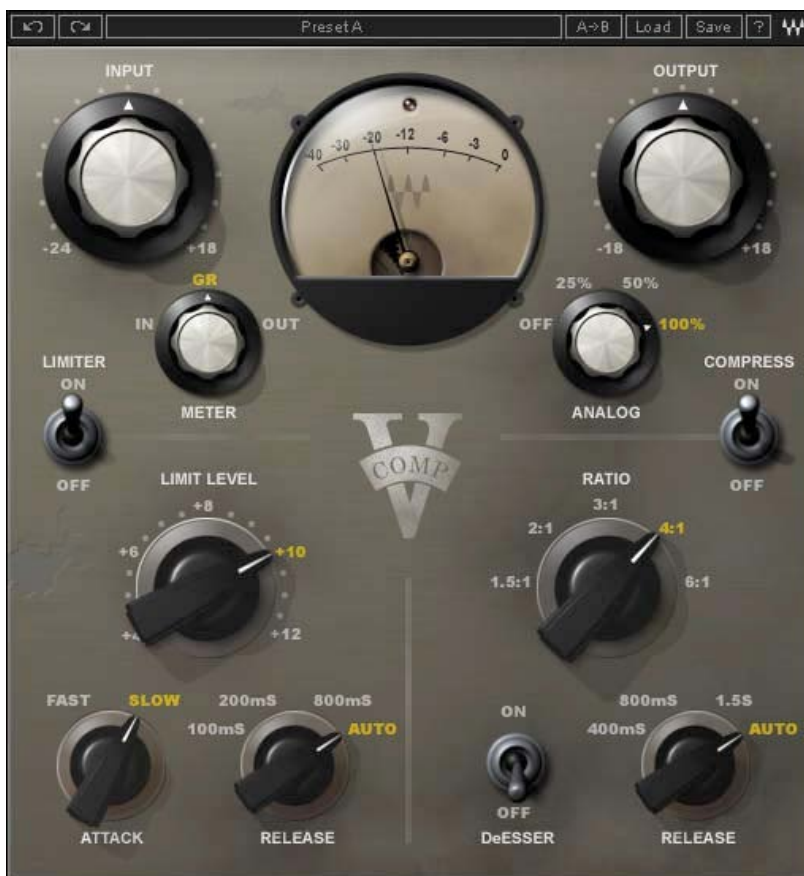 Preset A A->B Load Save ?
INPUT
OUTPUT
-40 -30 -20 -12 -6 -3 0
-24 +18
-18 +18
GR
IN OUT
METER
25% 50%
OFF 100%
ANALOG
LIMITER
ON
OFF
COMPRESS
ON
OFF
V
COMP
LIMIT LEVEL
+8
+6 +10
+12
RATIO
3:1
2:1 4:1
1.5:1 6:1
FAST SLOW
ATTACK
200mS 800mS
100mS AUTO
RELEASE
ON
OFF
DeESSER
800mS 1.5S
400mS AUTO
RELEASE